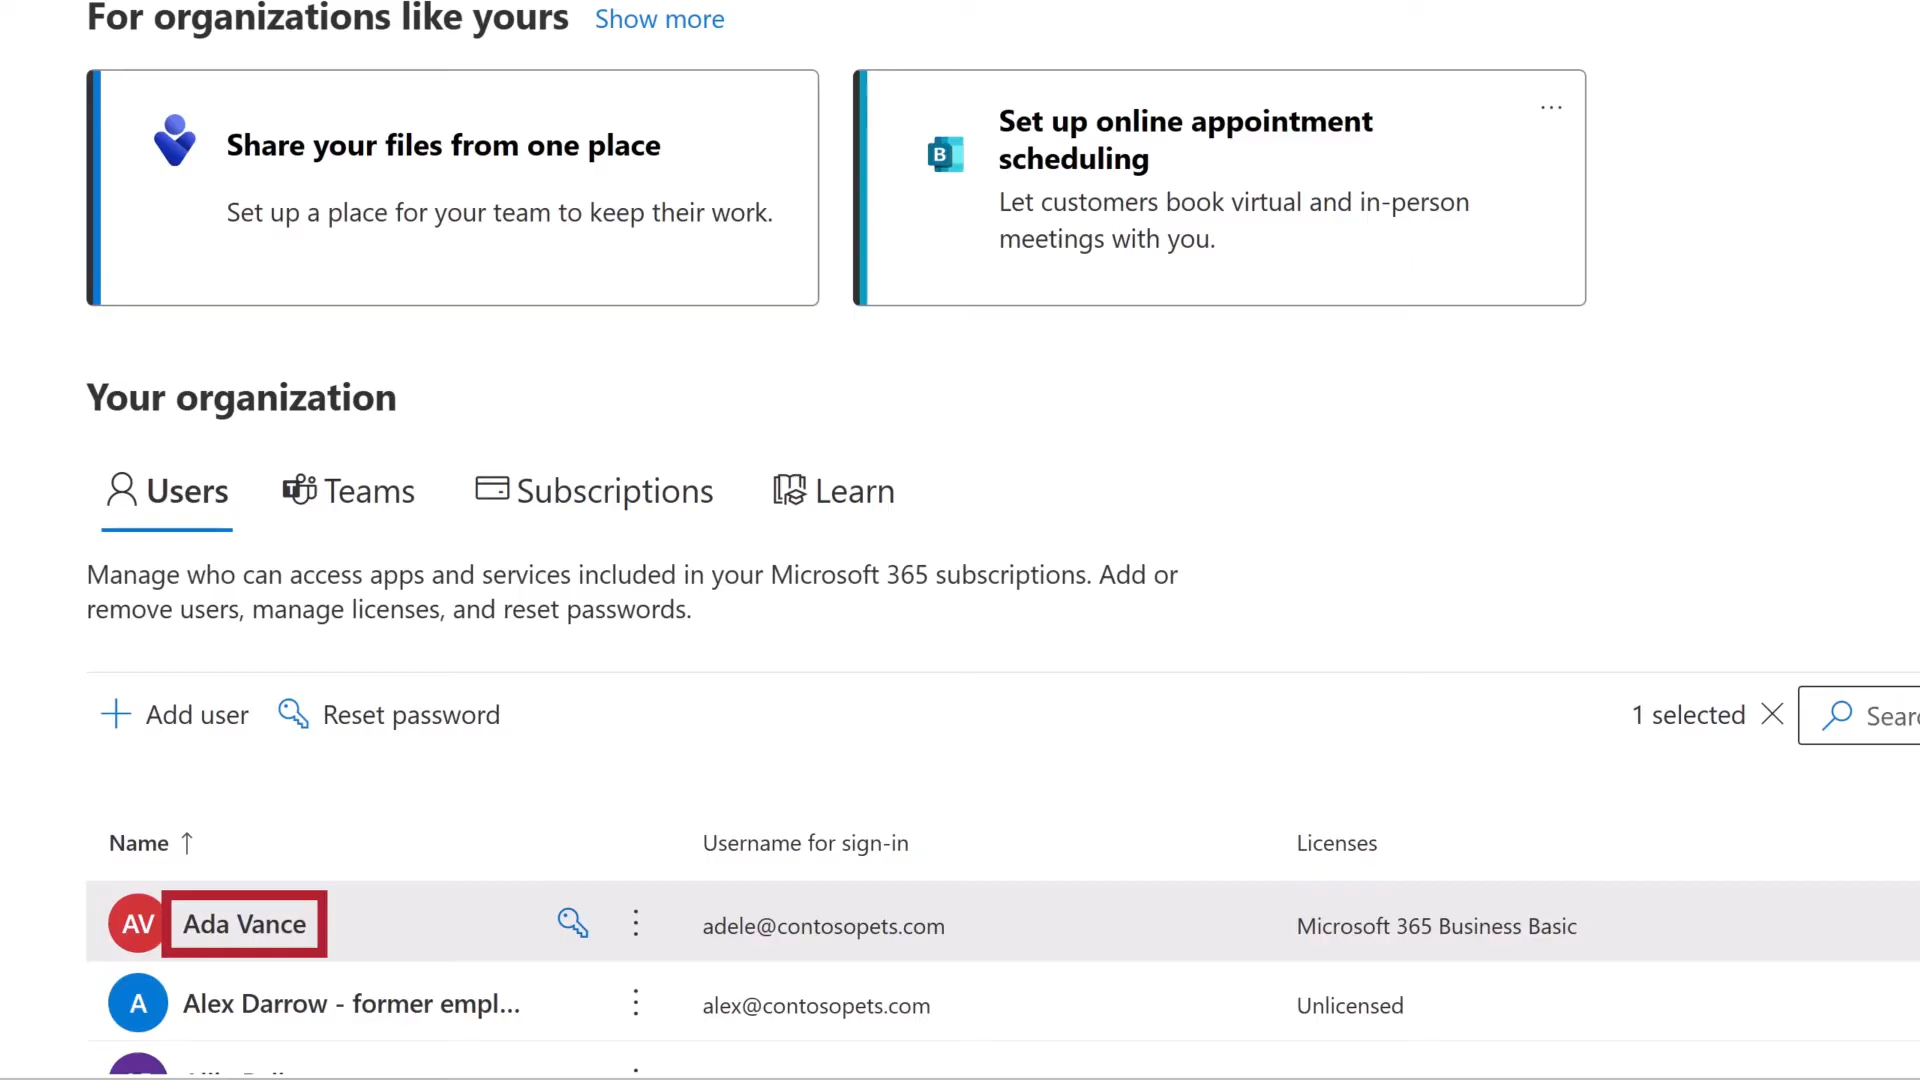 For organizations like yours Show more
Share your files from one place
Set up a place for your team to keep their work.
Set up online appointment
scheduling
Let customers book virtual and in-person
meetings with you.
B
Your organization
Users Teams Subscriptions Learn
Manage who can access apps and services included in your Microsoft 365 subscriptions. Add or
remove users, manage licenses, and reset passwords.
Add user Reset password 1 selected
Name ↑ Username for sign-in Licenses
AV Ada Vance adele@contosopets.com Microsoft 365 Business Basic
A Alex Darrow - former empl... alex@contosopets.com Unlicensed